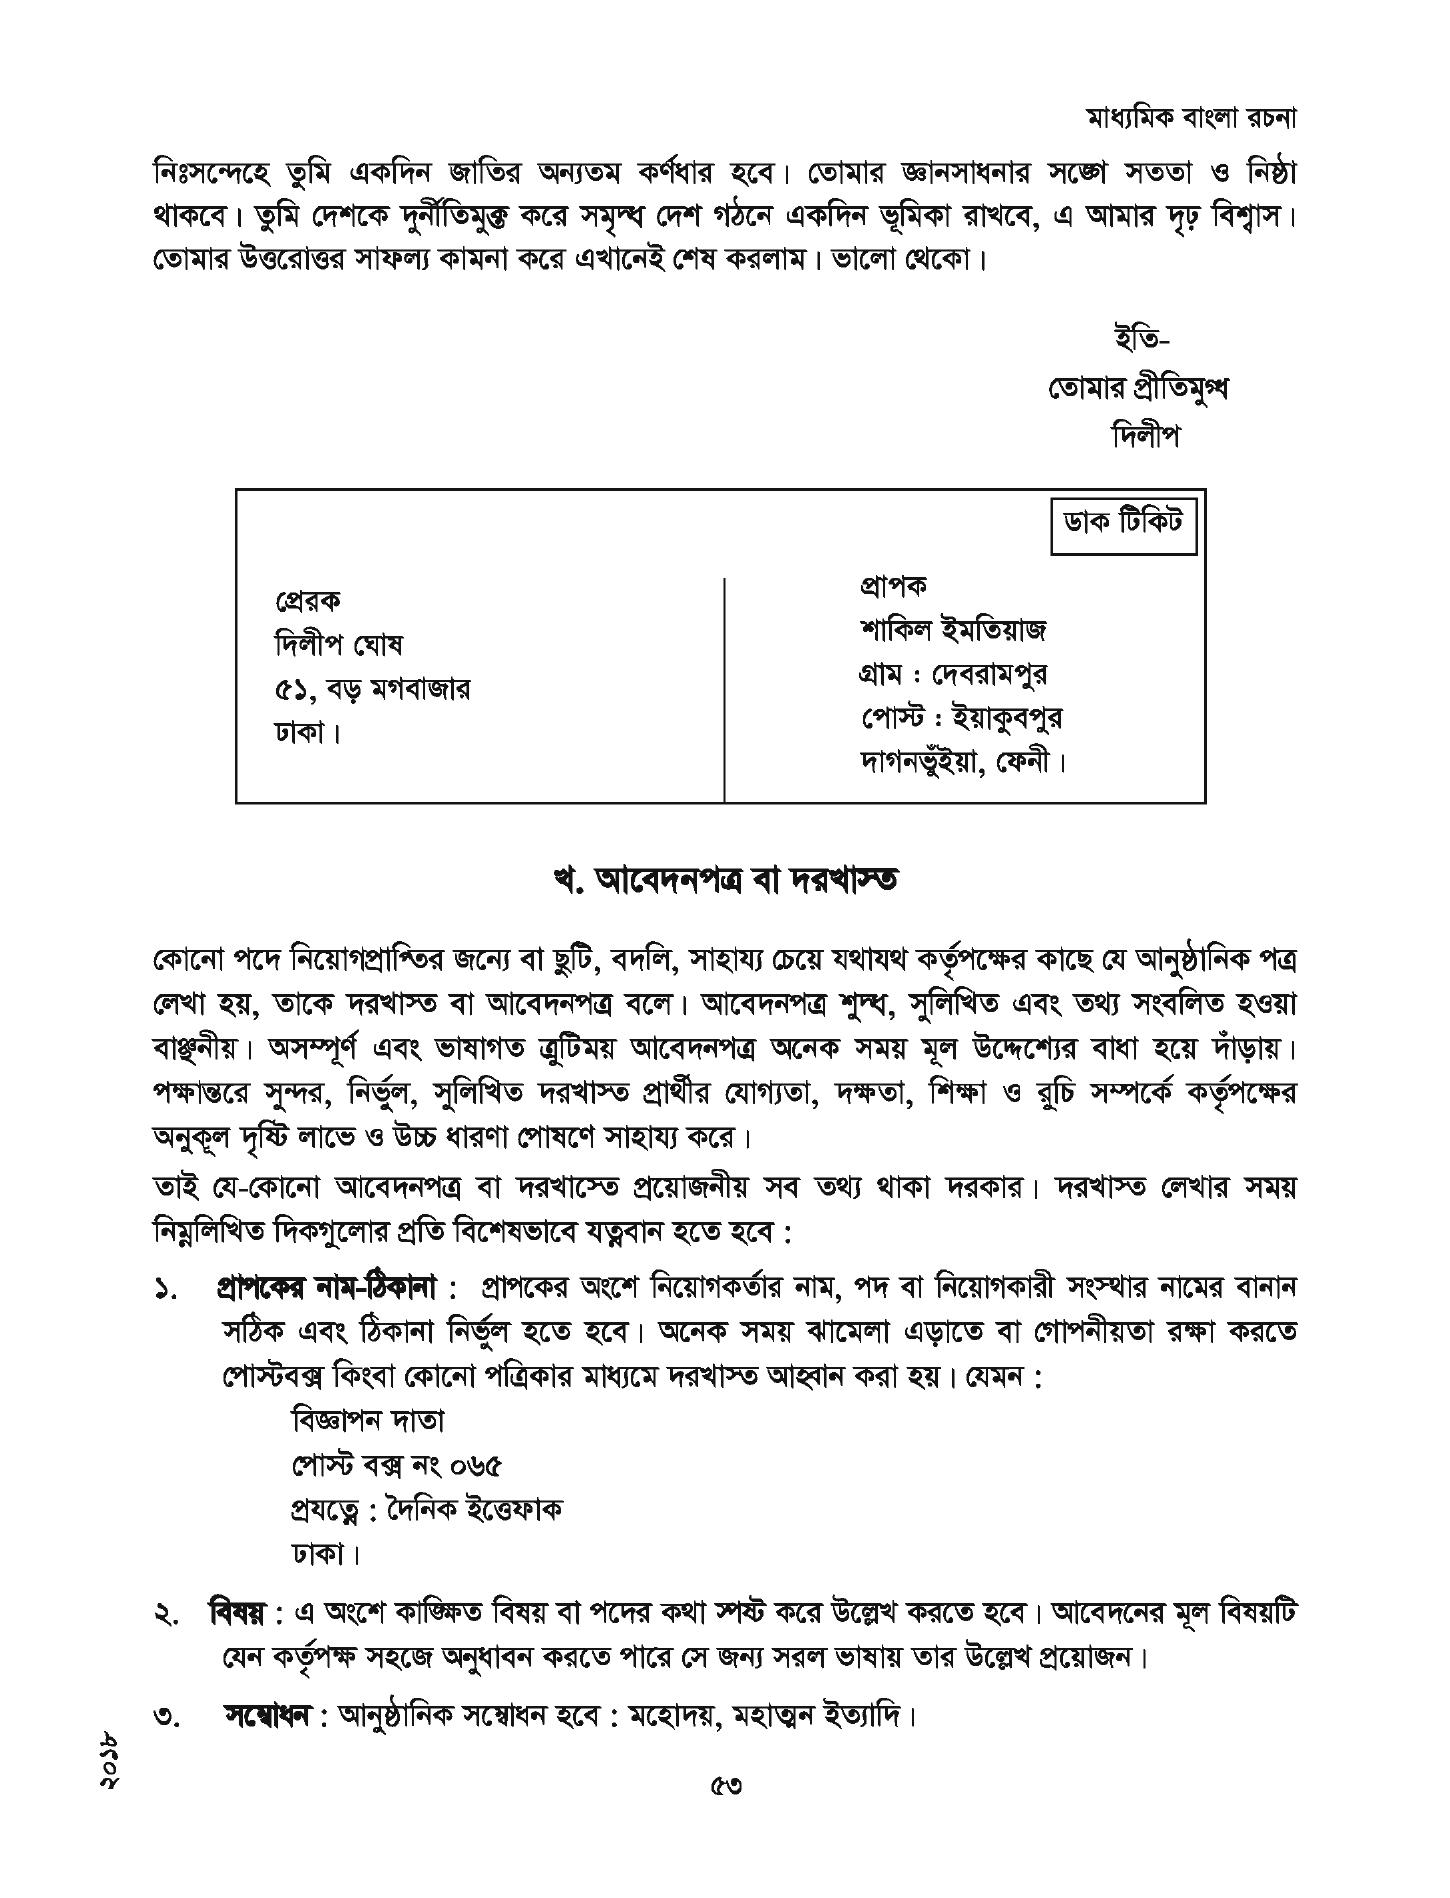 মাধ্যমিক বাংলা রচনা
নিঃসন্দেহে তুমি একদিন জাতির অন্যতম কর্ণধার হবে। তোমার জ্ঞানসাধনার সঙ্গে সততা ও নিষ্ঠা
থাকবে। তুমি দেশকে দুর্নীতিমুক্ত করে সমৃদ্ধ দেশ গঠনে একদিন ভূমিকা রাখবে, এ আমার দৃঢ় বিশ্বাস।
তোমার উত্তরোত্তর সাফল্য কামনা করে এখানেই শেষ করলাম। ভালো থেকো।
ইতি-
তোমার প্রীতিমুগ্ধ
দিলীপ
ডাক টিকিট
প্রেরক
দিলীপ ঘোষ
৫১, বড় মগবাজার
ঢাকা।
প্রাপক
শাকিল ইমতিয়াজ
গ্রাম : দেবরামপুর
পোস্ট : ইয়াকুবপুর
দাগনভূঁইয়া, ফেনী।
খ. আবেদনপত্র বা দরখাস্ত
কোনো পদে নিয়োগপ্রাপ্তির জন্যে বা ছুটি, বদলি, সাহায্য চেয়ে যথাযথ কর্তৃপক্ষের কাছে যে আনুষ্ঠানিক পত্র
লেখা হয়, তাকে দরখাস্ত বা আবেদনপত্র বলে। আবেদনপত্র শুদ্ধ, সুলিখিত এবং তথ্য সংবলিত হওয়া
বাঞ্ছনীয়। অসম্পূর্ণ এবং ভাষাগত ত্রুটিময় আবেদনপত্র অনেক সময় মূল উদ্দেশ্যের বাধা হয়ে দাঁড়ায়।
পক্ষান্তরে সুন্দর, নির্ভুল, সুলিখিত দরখাস্ত প্রার্থীর যোগ্যতা, দক্ষতা, শিক্ষা ও রুচি সম্পর্কে কর্তৃপক্ষের
অনুকূল দৃষ্টি লাভে ও উচ্চ ধারণা পোষণে সাহায্য করে।
তাই যে-কোনো আবেদনপত্র বা দরখাস্তে প্রয়োজনীয় সব তথ্য থাকা দরকার। দরখাস্ত লেখার সময়
নিম্নলিখিত দিকগুলোর প্রতি বিশেষভাবে যত্নবান হতে হবে :
১. প্রাপকের নাম-ঠিকানা : প্রাপকের অংশে নিয়োগকর্তার নাম, পদ বা নিয়োগকারী সংস্থার নামের বানান
সঠিক এবং ঠিকানা নির্ভুল হতে হবে। অনেক সময় ঝামেলা এড়াতে বা গোপনীয়তা রক্ষা করতে
পোস্টবক্স কিংবা কোনো পত্রিকার মাধ্যমে দরখাস্ত আহ্বান করা হয়। যেমন :
বিজ্ঞাপন দাতা
পোস্ট বক্স নং ০৬৫
প্রযত্নে : দৈনিক ইত্তেফাক
ঢাকা।
২. বিষয় : এ অংশে কাঙ্ক্ষিত বিষয় বা পদের কথা স্পষ্ট করে উল্লেখ করতে হবে। আবেদনের মূল বিষয়টি
যেন কর্তৃপক্ষ সহজে অনুধাবন করতে পারে সে জন্য সরল ভাষায় তার উল্লেখ প্রয়োজন।
৩. সম্বোধন : আনুষ্ঠানিক সম্বোধন হবে : মহোদয়, মহাত্মন ইত্যাদি।
২০১৮
৫৩